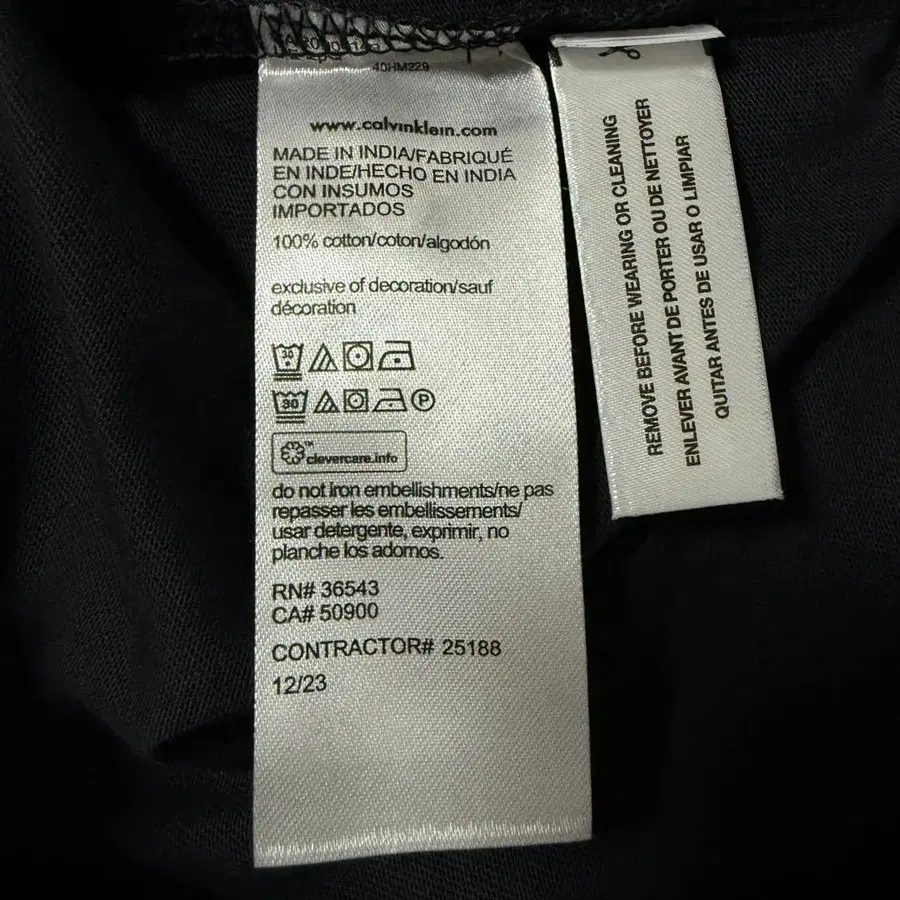 40HM229
www.calvinklein.com
MADE IN INDIA/FABRIQUÉ
EN INDE/HECHO EN INDIA
CON INSUMOS
IMPORTADOS
100% cotton/coton/algodón
exclusive of decoration/sauf
décoration
30
30
P
clevercare.info
do not iron embellishments/ne pas
repasser les embellissements/
usar detergente, exprimir, no
planche los adornos.
RN# 36543
CA# 50900
CONTRACTOR# 25188
12/23
REMOVE BEFORE WEARING OR CLEANING
ENLEVER AVANT DE PORTER OU DE NETTOYER
QUITAR ANTES DE USAR O LIMPIAR